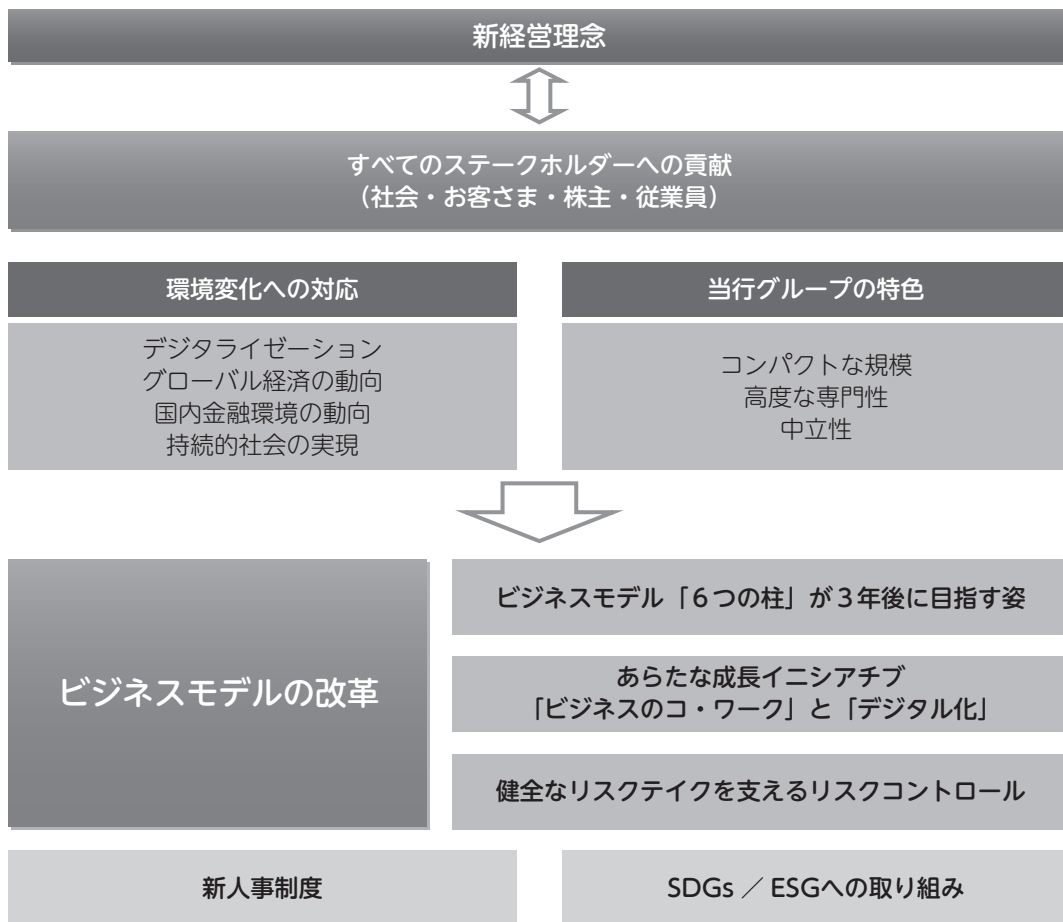 新経営理念
すべてのステークホルダーへの貢献
（社会・お客さま・株主・従業員）
環境変化への対応
デジタライゼーション
グローバル経済の動向
国内金融環境の動向
持続的社会の実現
当行グループの特色
コンパクトな規模
高度な専門性
中立性
ビジネスモデルの改革
ビジネスモデル「６つの柱」が３年後に目指す姿
あらたな成長イニシアチブ
「ビジネスのコ・ワーク」と「デジタル化」
健全なリスクテイクを支えるリスクコントロール
新人事制度
SDGs ／ ESGへの取り組み